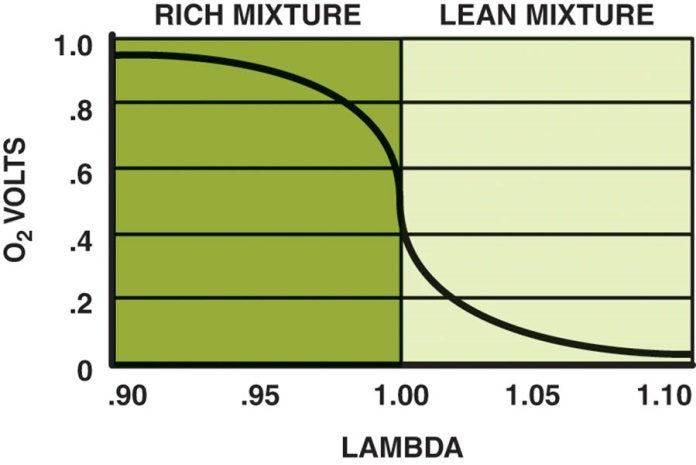 RICH MIXTURE LEAN MIXTURE
1.0
.8
.6
.4
.2
0
O₂ VOLTS
.90 .95 1.00 1.05 1.10
LAMBDA